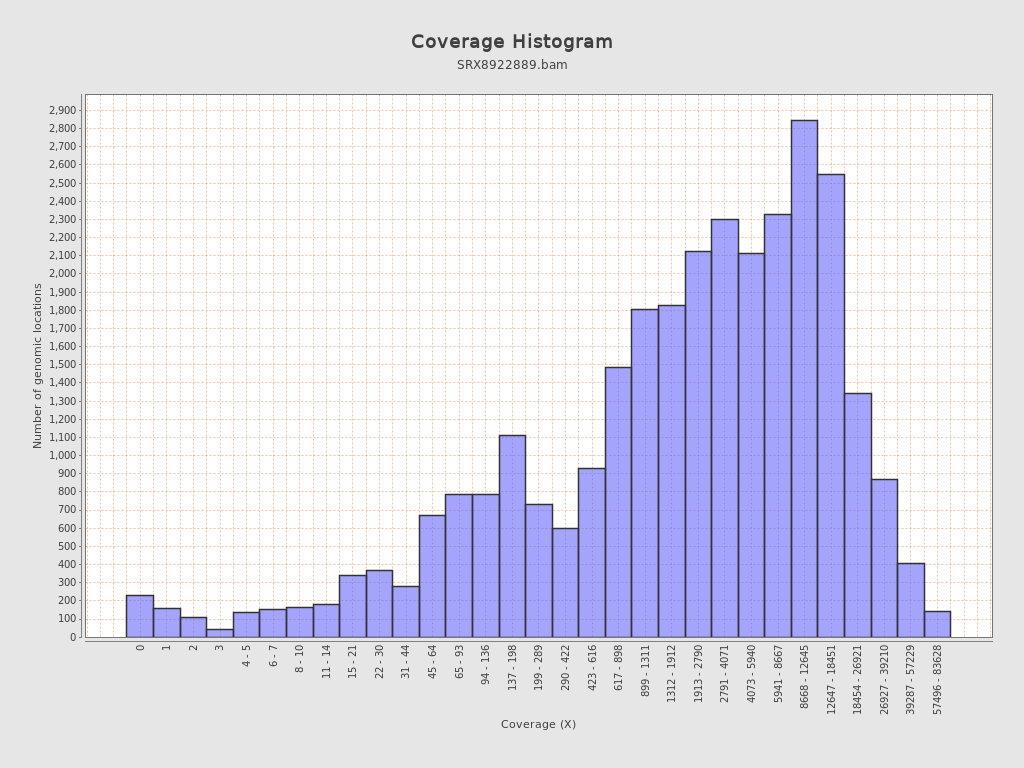 Coverage Histogram
SRX8922889.bam
Number of genomic locations
2,900
2,800
2,700
2,600
2,500
2,400
2,300
2,200
2,100
2,000
1,900
1,800
1,700
1,600
1,500
1,400
1,300
1,200
1,100
1,000
900
800
700
600
500
400
300
200
100
0
0
1
2
3
4 - 5
6 - 7
8 - 10
11 - 14
15 - 21
22 - 30
31 - 44
45 - 64
65 - 93
94 - 136
137 - 198
199 - 289
290 - 422
423 - 616
617 - 898
899 - 1311
1312 - 1912
1913 - 2790
2791 - 4071
4073 - 5940
5941 - 8667
8668 - 12645
12647 - 18451
18454 - 26921
26927 - 39210
39287 - 57229
57496 - 83628
Coverage (X)